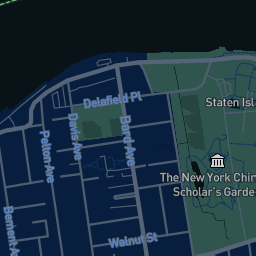 Delafield Pl
Staten Isl
Davis Ave
Pelton Ave
Bard Ave
The New York Chin
Scholar's Garde
Bement A
Walnut St